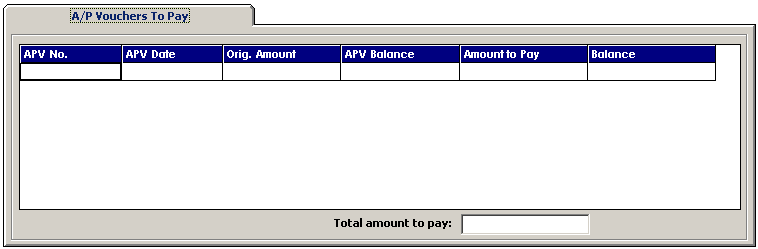 A/P Vouchers To Pay
APV No. APV Date Orig. Amount APV Balance Amount to Pay Balance
Total amount to pay: